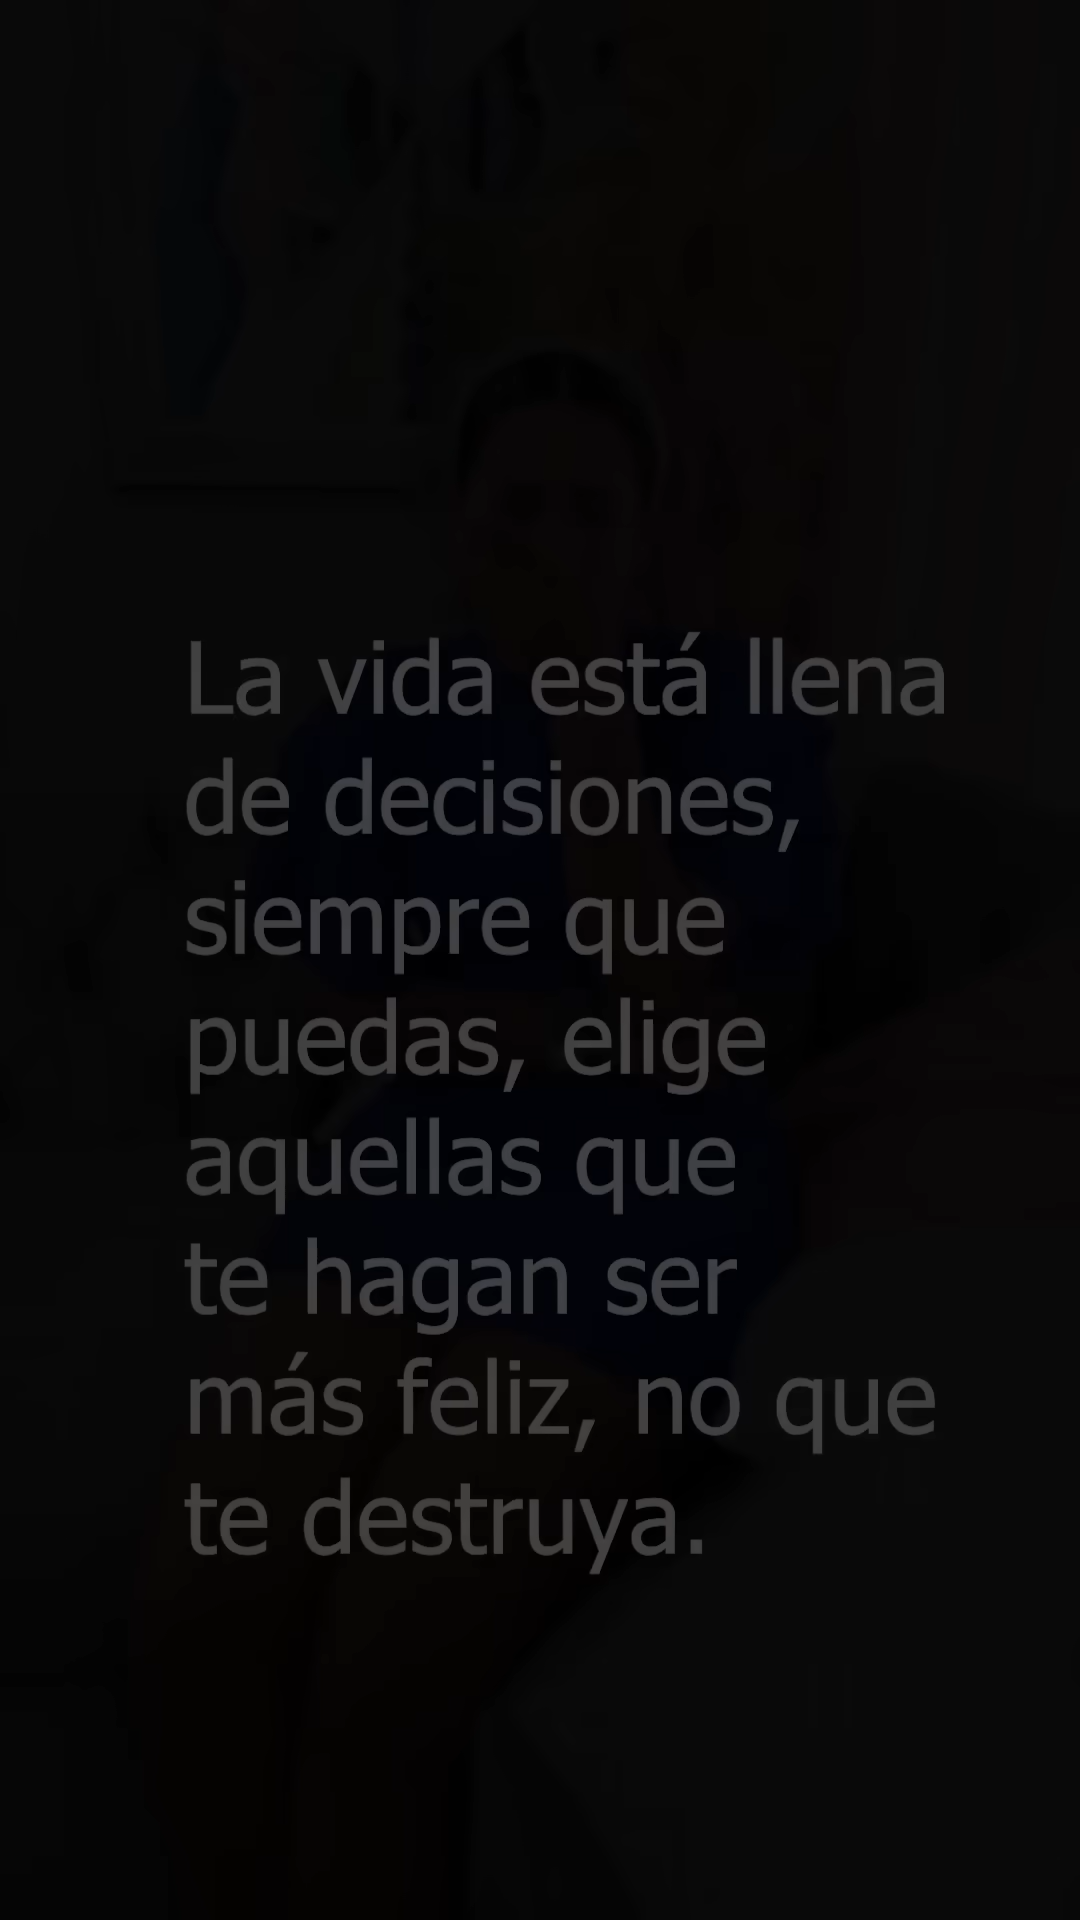 La vida está llena
de decisiones,
siempre que
puedas, elige
aquellas que
te hagan ser
más feliz, no que
te destruya.